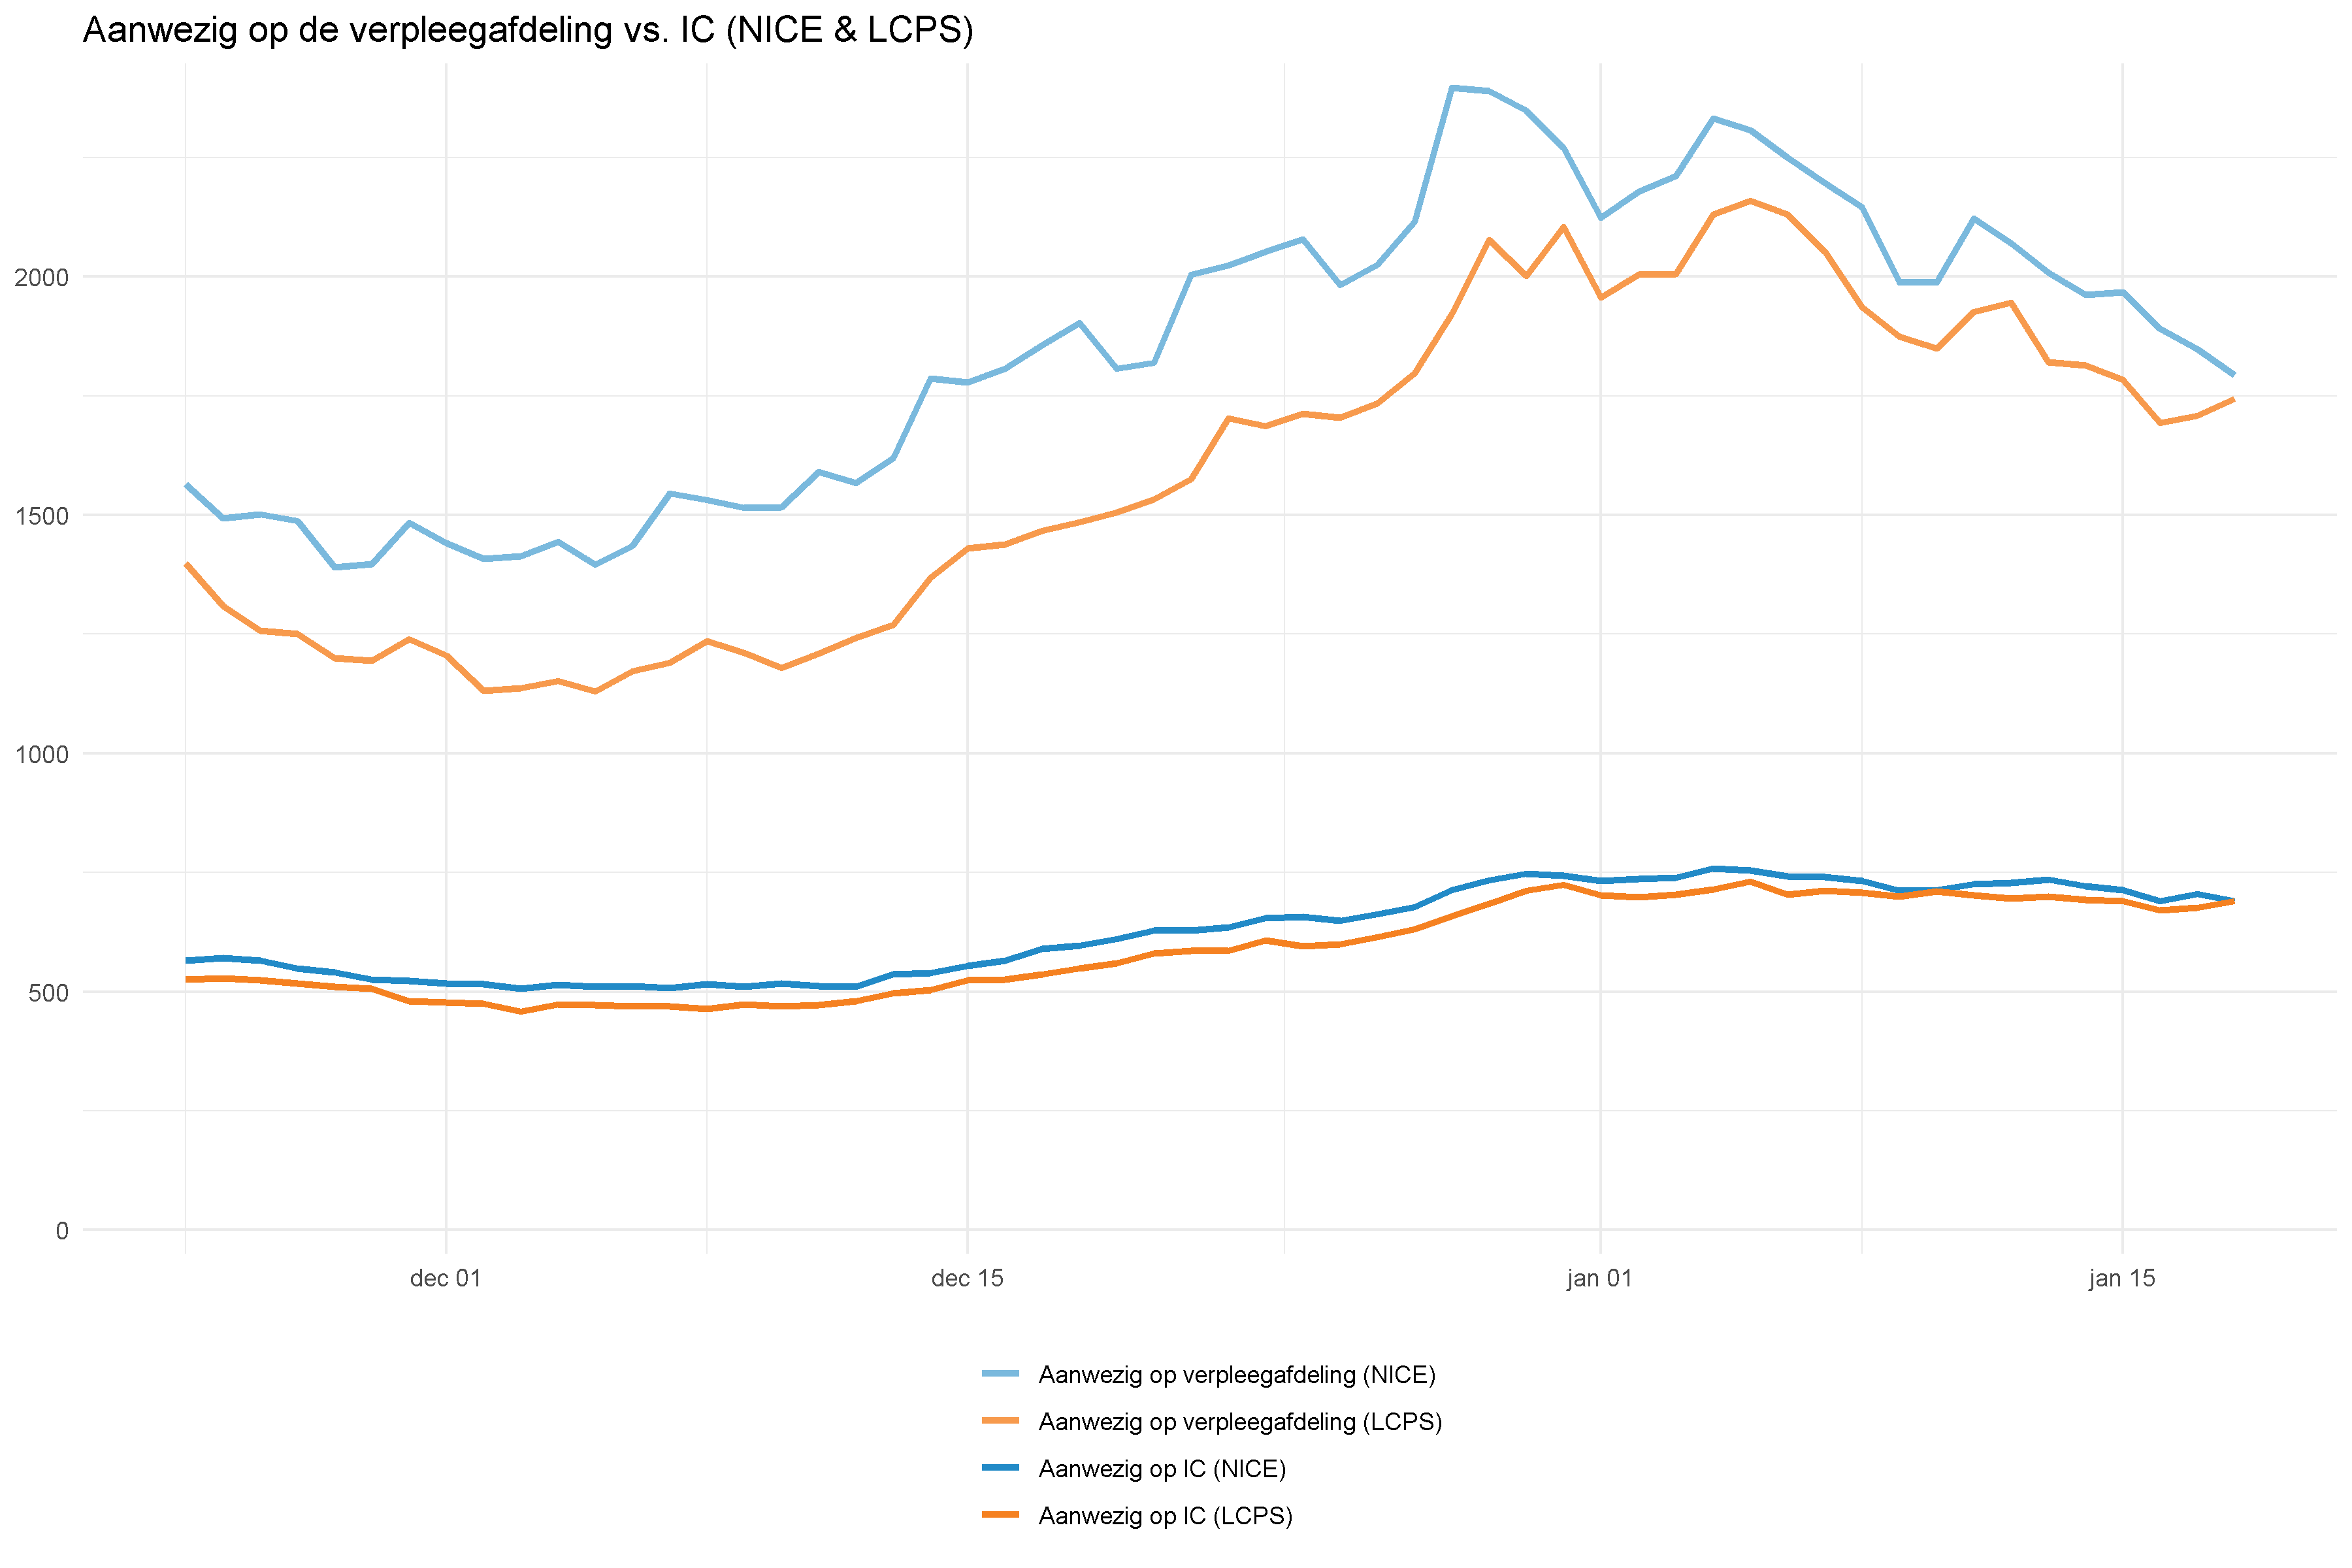 Aanwezig op de verpleegafdeling vs. IC (NICE & LCPS)
2000
1500
1000
500
0
dec 01
dec 15
jan 01
jan 15
Aanwezig op verpleegafdeling (NICE)
Aanwezig op verpleegafdeling (LCPS)
Aanwezig op IC (NICE)
Aanwezig op IC (LCPS)